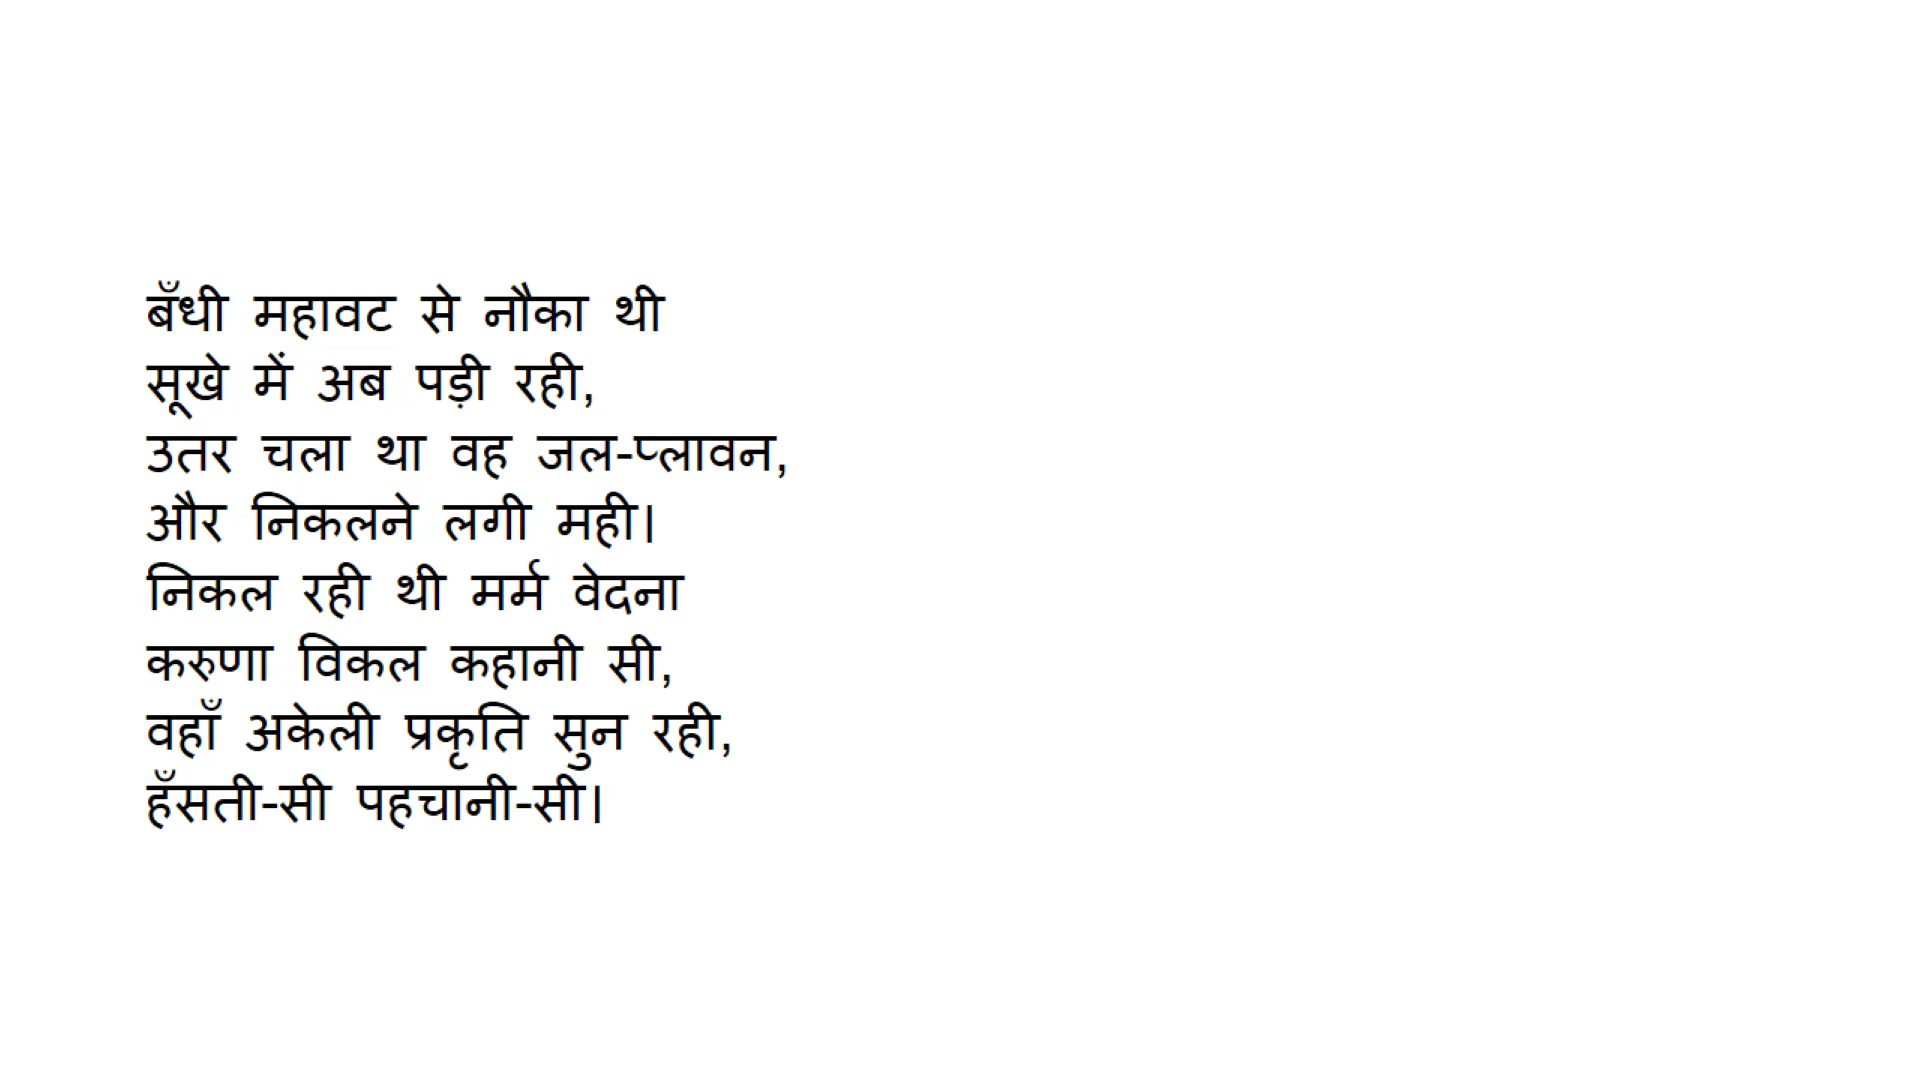 बँधी महावट से नौका थी
सूखे में अब पड़ी रही,
उतर चला था वह जल-प्लावन,
और निकलने लगी मही।
निकल रही थी मर्म वेदना
करुणा विकल कहानी सी,
वहाँ अकेली प्रकृति सुन रही,
हँसती-सी पहचानी-सी।